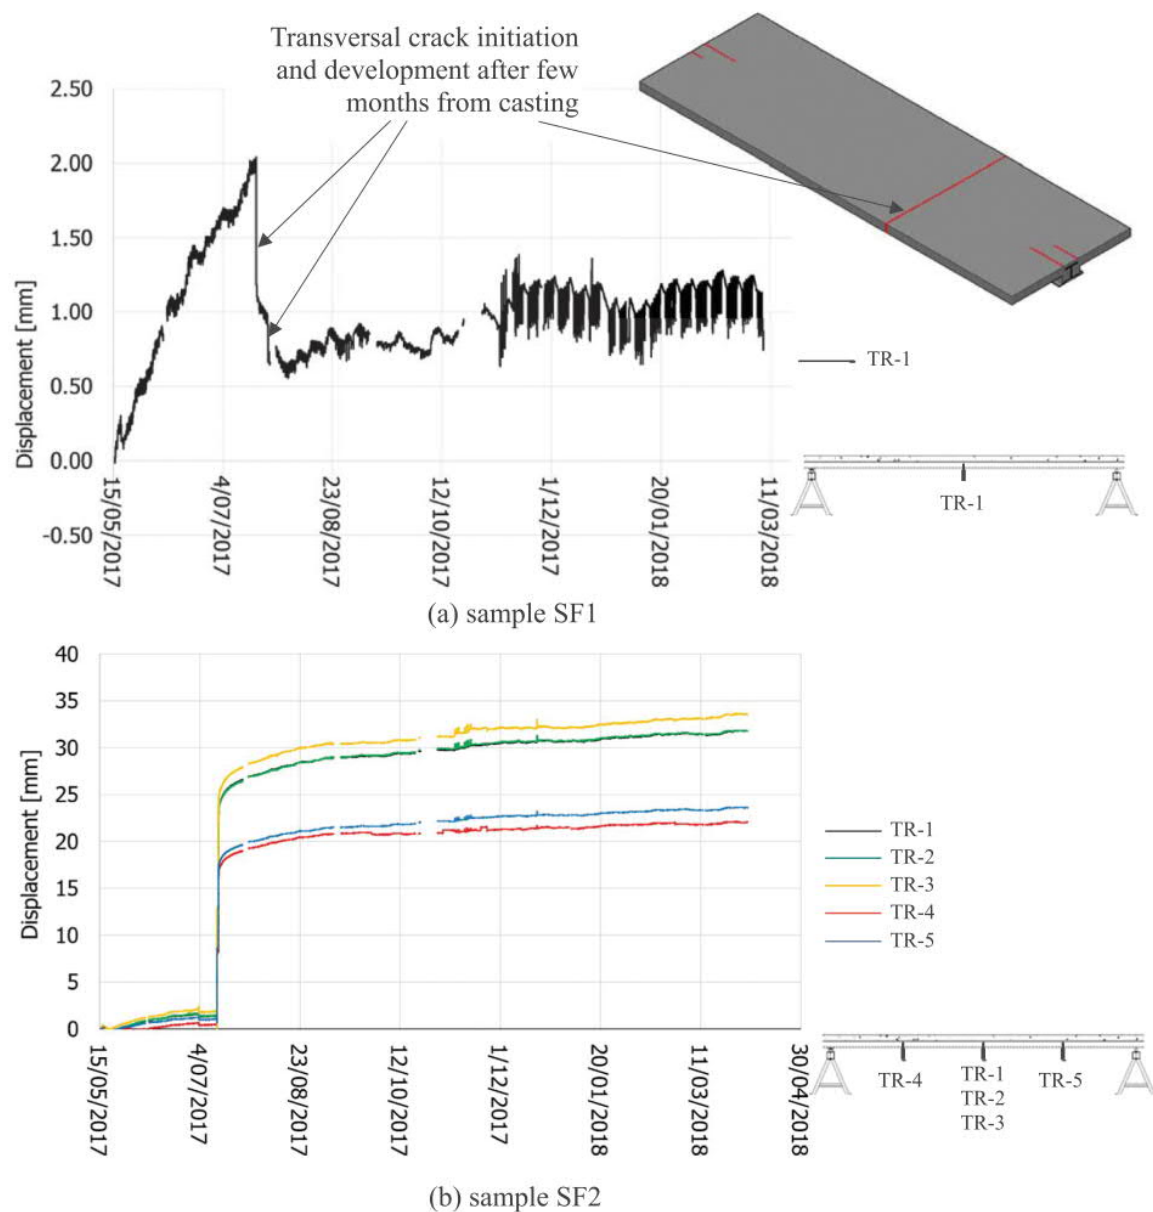 Transversal crack initiation
and development after few
months from casting
2.50
2.00
1.50
1.00
0.50
0.00
-0.50
Displacement [mm]
15/05/2017
4/07/2017
23/08/2017
12/10/2017
1/12/2017
20/01/2018
11/03/2018
TR-1
TR-1
(a) sample SF1
40
35
30
25
20
15
10
5
0
Displacement [mm]
15/05/2017
4/07/2017
23/08/2017
12/10/2017
1/12/2017
20/01/2018
11/03/2018
30/04/2018
TR-1
TR-2
TR-3
TR-4
TR-5
TR-4
TR-1
TR-5
TR-2
TR-3
(b) sample SF2